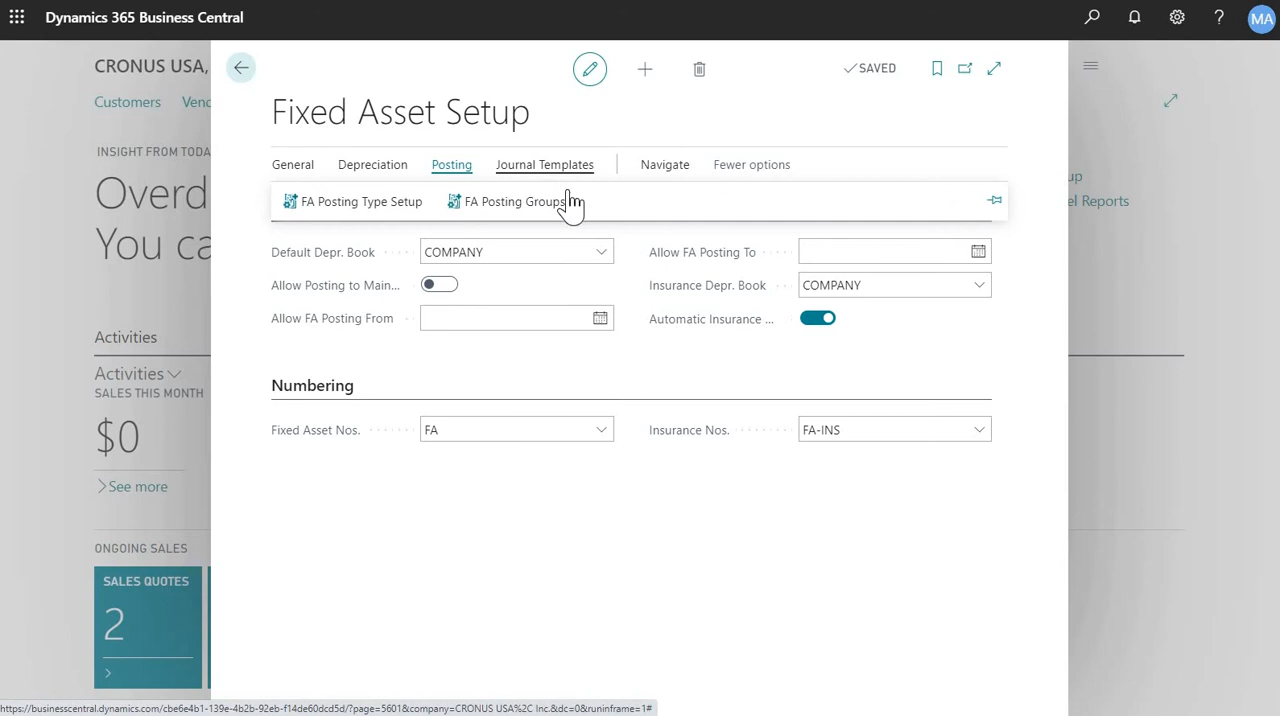 Dynamics 365 Business Central
MA
CRONUS USA,
Customers Vend
INSIGHT FROM TODA
Overd
You ca
Activities
Activities
SALES THIS MONTH
$0
See more
ONGOING SALES
SALES QUOTES
2
SAVED
Fixed Asset Setup
General Depreciation Posting Journal Templates Navigate Fewer options
FA Posting Type Setup FA Posting Groups
Default Depr. Book COMPANY Allow FA Posting To
Allow Posting to Main... Insurance Depr. Book COMPANY
Allow FA Posting From Automatic Insurance ...
Numbering
Fixed Asset Nos. FA Insurance Nos. FA-INS
up
el Reports
https://businesscentral.dynamics.com/cbe6e4b1-139e-4b2b-92eb-f14de60dcd5d/?page=5601&company=CRONUS USA%2C Inc.&dc=0&runinframe=1#